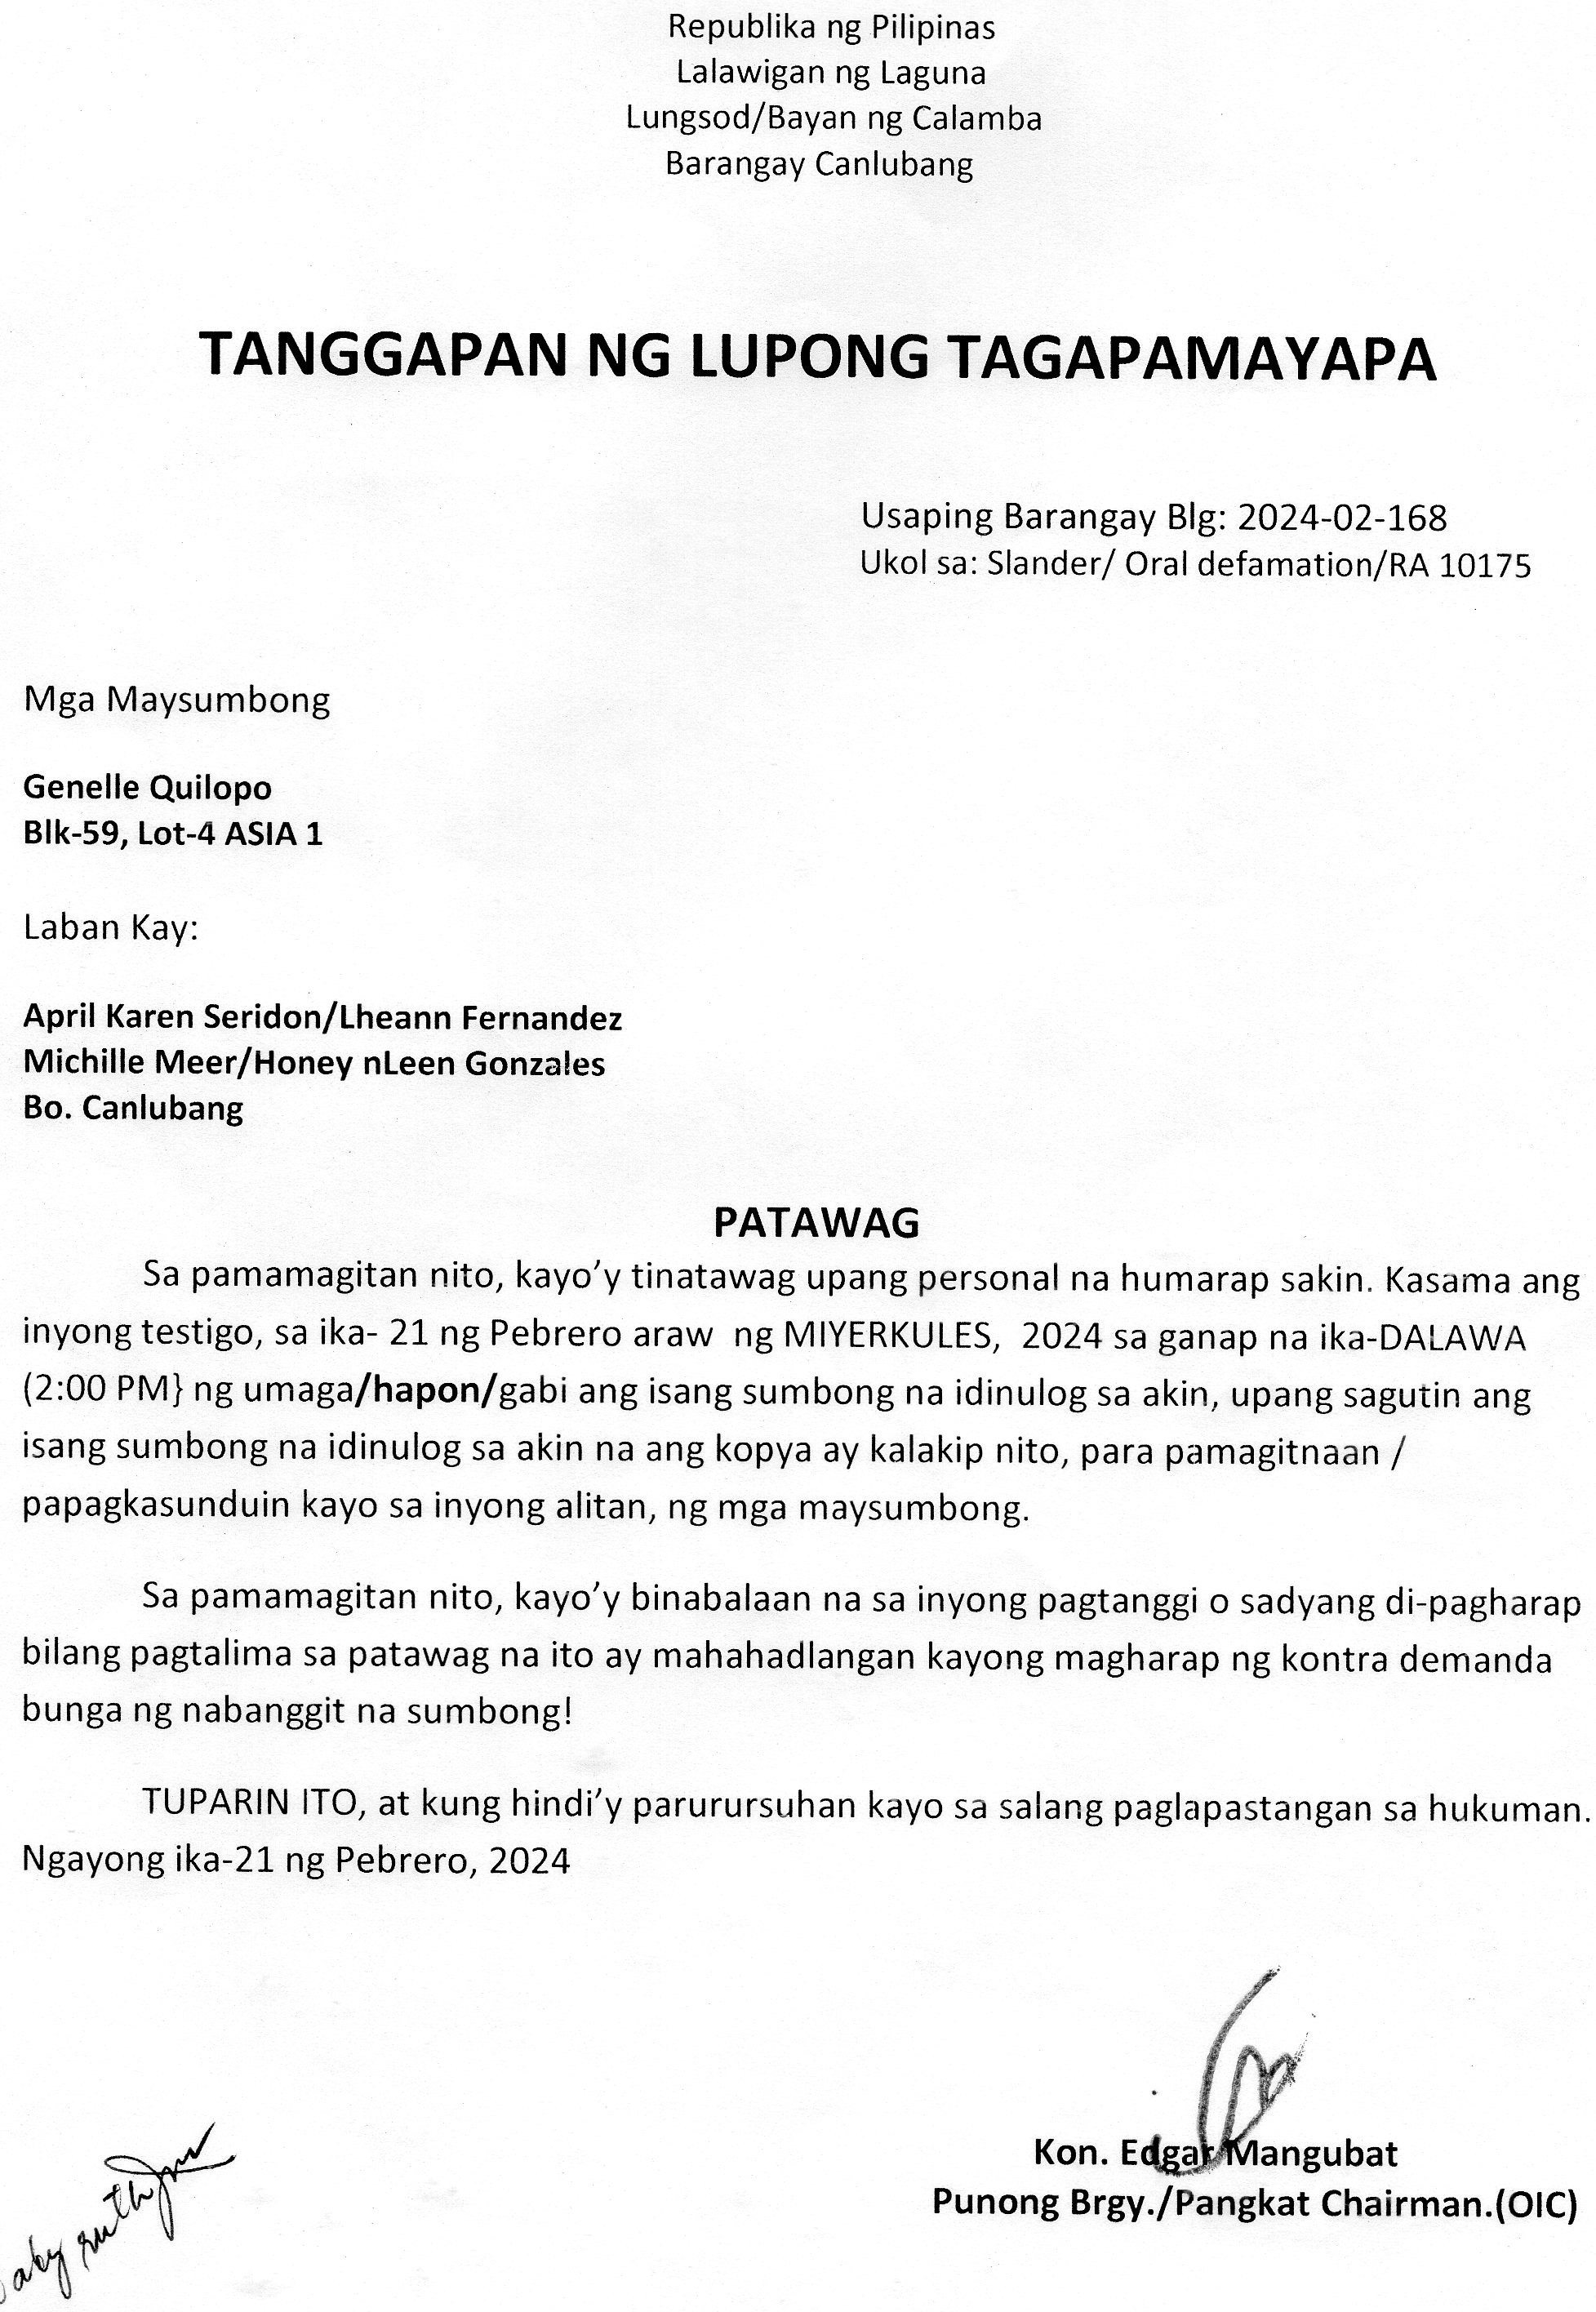 Republika ng Pilipinas
Lalawigan ng Laguna
Lungsod/Bayan ng Calamba
Barangay Canlubang
TANGGAPAN NG LUPONG TAGAPAMAYAPA
Usaping Barangay Blg: 2024-02-168
Ukol sa: Slander/ Oral defamation/RA 10175
Mga Maysumbong
Genelle Quilopo
Blk-59, Lot-4 ASIA 1
Laban Kay:
April Karen Seridon/Lheann Fernandez
Michille Meer/Honey nLeen Gonzales
Bo. Canlubang
PATAWAG
Sa pamamagitan nito, kayo’y tinatawag upang personal na humarap sakin. Kasama ang
inyong testigo, sa ika- 21 ng Pebrero araw ng MIYERKULES, 2024 sa ganap na ika-DALAWA
(2:00 PM} ng umaga/hapon/gabi ang isang sumbong na idinulog sa akin, upang sagutin ang
isang sumbong na idinulog sa akin na ang kopya ay kalakip nito, para pamagitnaan /
papagkasunduin kayo sa inyong alitan, ng mga maysumbong.
Sa pamamagitan nito, kayo’y binabalaan na sa inyong pagtanggi o sadyang di-pagharap
bilang pagtalima sa patawag na ito ay mahahadlangan kayong magharap ng kontra demanda
bunga ng nabanggit na sumbong!
TUPARIN ITO, at kung hindi’y parurursuhan kayo sa salang paglapastangan sa hukuman.
Ngayong ika-21 ng Pebrero, 2024
Kon. Edgar Mangubat
Punong Brgy./Pangkat Chairman.(OIC)